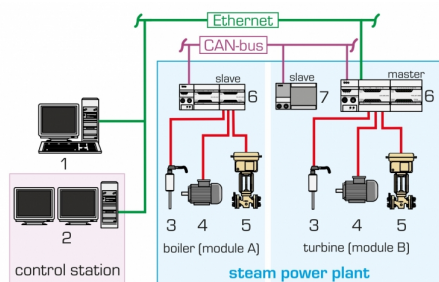 Ethernet
CAN-bus
slave
6
slave
7
master
6
1
2
3
4
5
3
4
5
boiler (module A)
turbine (module B)
control station
steam power plant